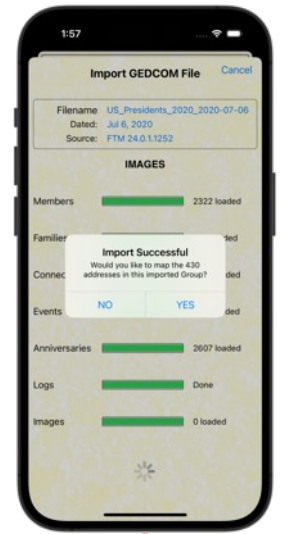 1:57
Import GEDCOM File
Cancel
Filename US_Presidents_2020_2020-07-06
Dated: Jul 6, 2020
Source: FTM 24.0.1.1252
IMAGES
Members 2322 loaded
Families
Import Successful
Would you like to map the 430
addresses in this imported Group?
NO YES
Events
Anniversaries 2607 loaded
Logs Done
Images 0 loaded